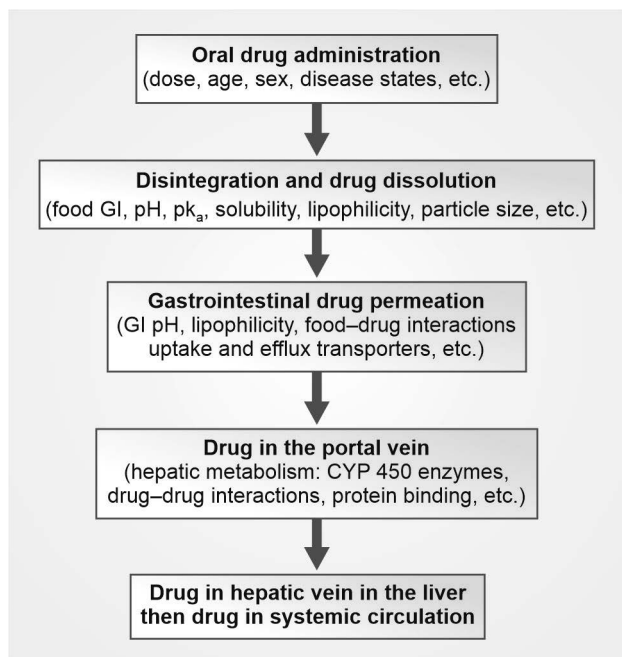 Oral drug administration
(dose, age, sex, disease states, etc.)
Disintegration and drug dissolution
(food GI, pH, pkₐ, solubility, lipophilicity, particle size, etc.)
Gastrointestinal drug permeation
(GI pH, lipophilicity, food–drug interactions
uptake and efflux transporters, etc.)
Drug in the portal vein
(hepatic metabolism: CYP 450 enzymes,
drug–drug interactions, protein binding, etc.)
Drug in hepatic vein in the liver
then drug in systemic circulation